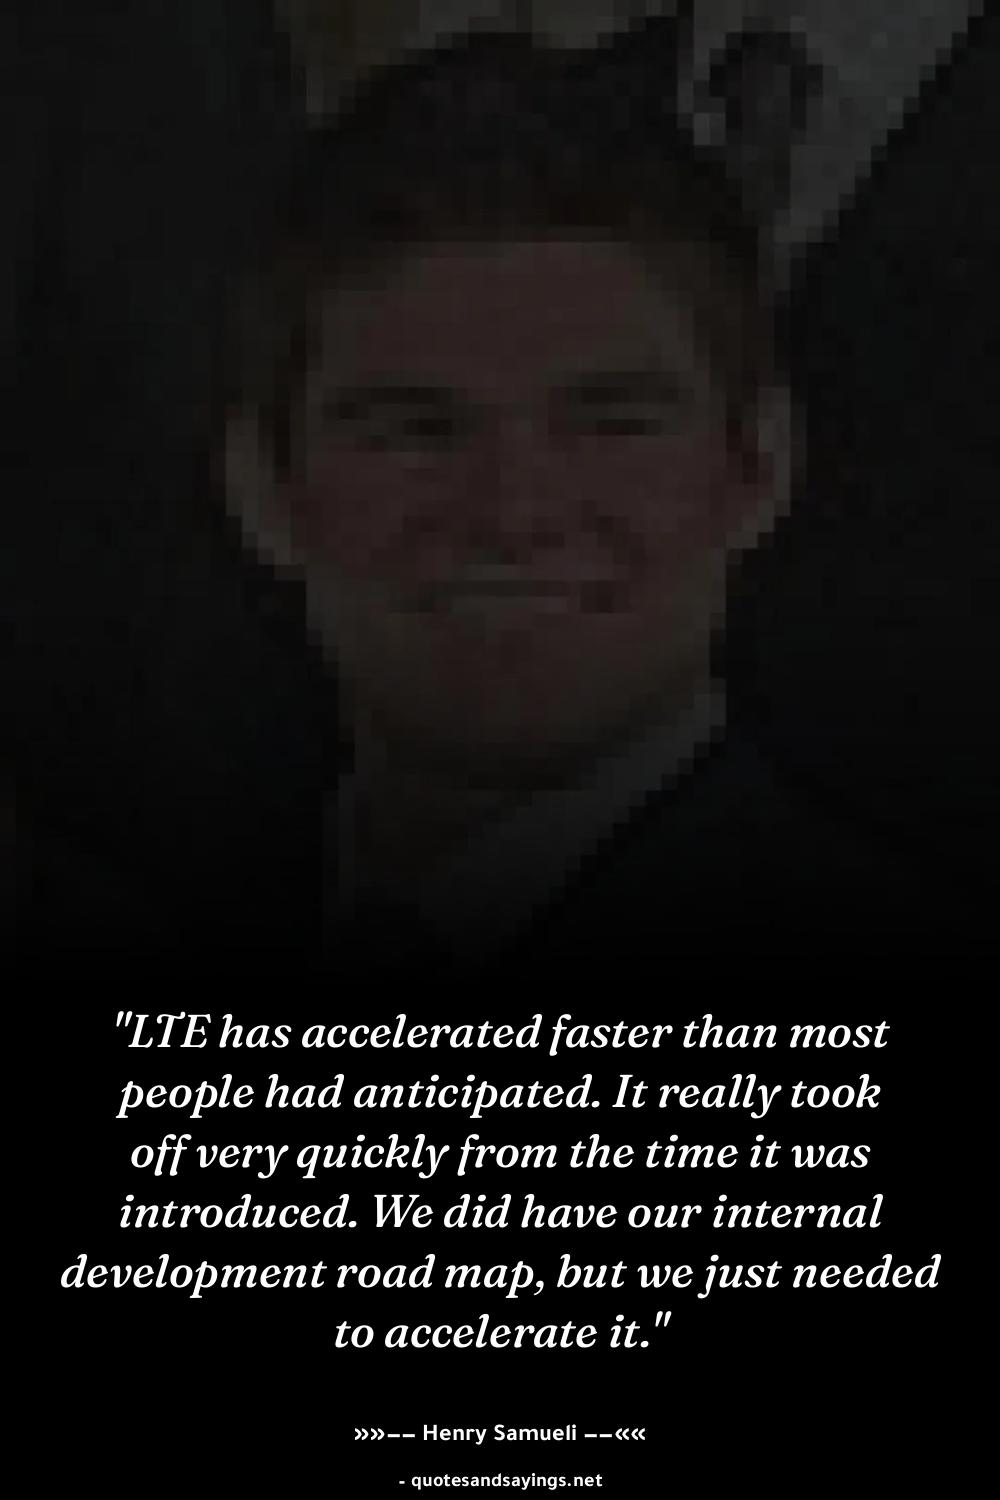 "LTE has accelerated faster than most
people had anticipated. It really took
off very quickly from the time it was
introduced. We did have our internal
development road map, but we just needed
to accelerate it."
»»–– Henry Samueli ––««
- quotesandsayings.net